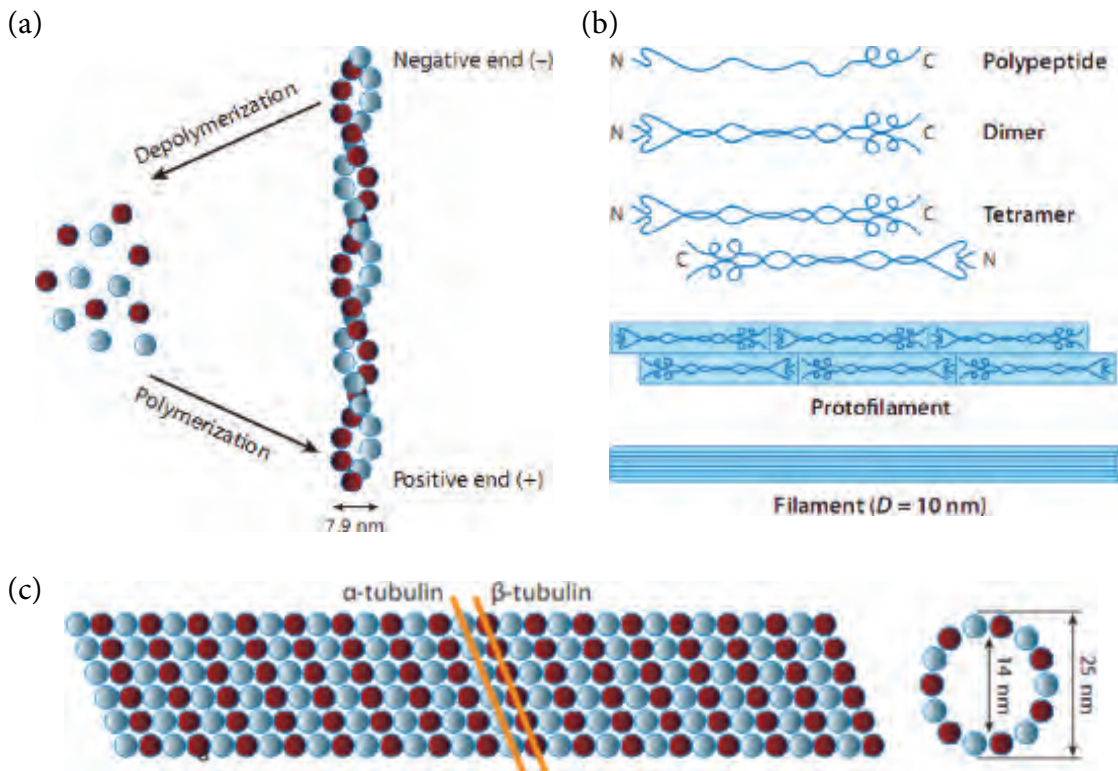 (a)
Negative end (−)
Depolymerization
Polymerization
Positive end (+)
7.9 nm
(b)
N C Polypeptide
N C Dimer
N C Tetramer
C N
Protofilament
Filament (D = 10 nm)
(c)
α-tubulin β-tubulin
14 nm
25 nm